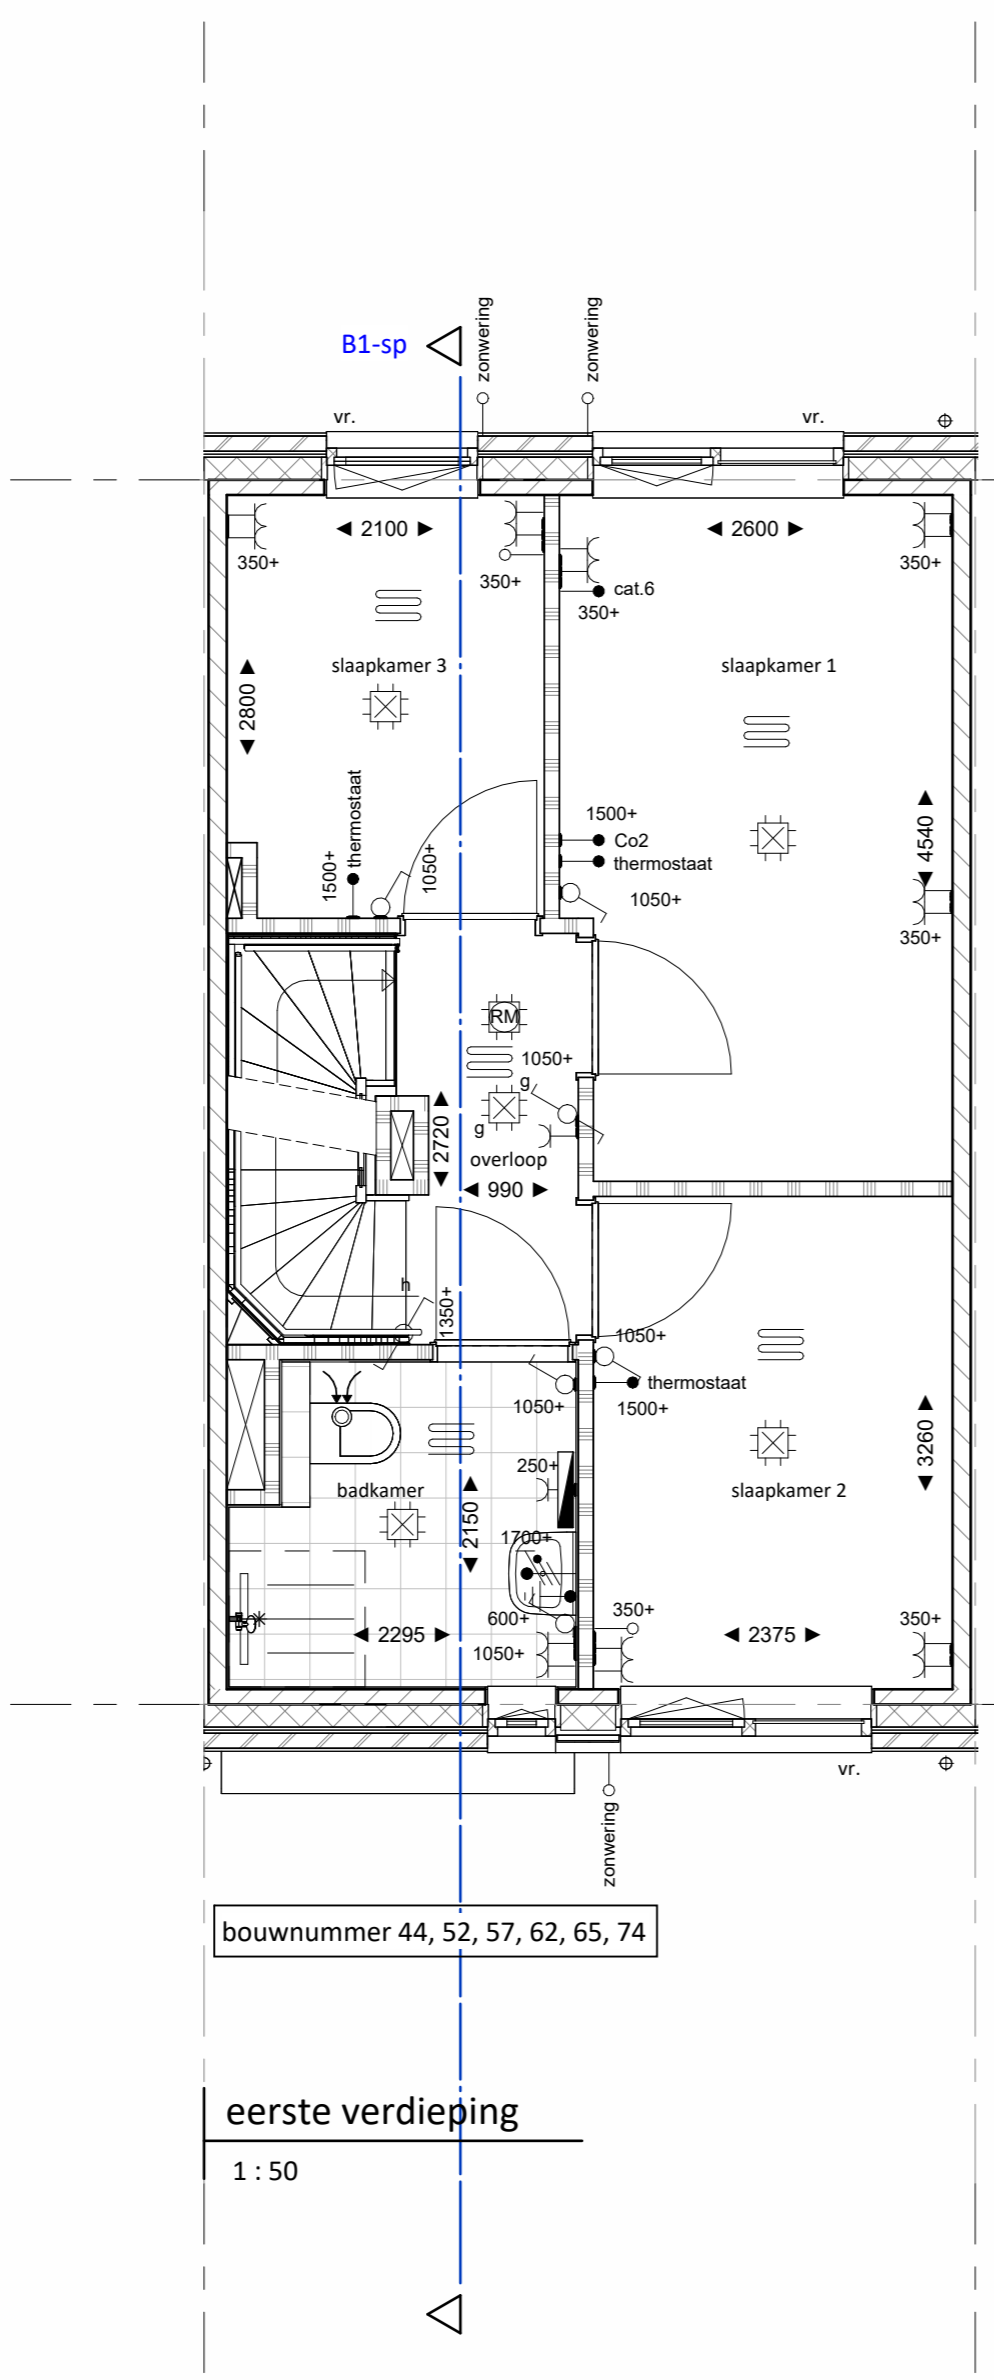 zonwering
zonwering
B1-sp
vr.
vr.
2100
2600
350+
350+
350+
cat.6
350+
slaapkamer 3
slaapkamer 1
2800
thermostaat
1500+
1050+
1500+
Co2
thermostaat
1050+
4540
350+
RM
1050+
g
g
2720
overloop
990
h
1350+
1050+
thermostaat
1050+
1500+
250+
badkamer
slaapkamer 2
3260
2150
1700+
600+
350+
350+
2295
1050+
2375
vr.
zonwering
bouwnummer 44, 52, 57, 62, 65, 74
eerste verdieping
1 : 50